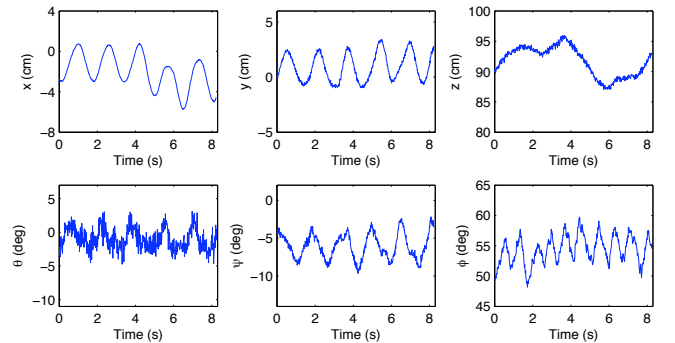 4
0
−4
−8
x (cm)
0 2 4 6 8
Time (s)
5
0
−5
y (cm)
0 2 4 6 8
Time (s)
100
95
90
85
80
z (cm)
0 2 4 6 8
Time (s)
5
0
−5
−10
θ (deg)
0 2 4 6 8
Time (s)
0
−5
−10
ψ (deg)
0 2 4 6 8
Time (s)
65
60
55
50
45
ϕ (deg)
0 2 4 6 8
Time (s)